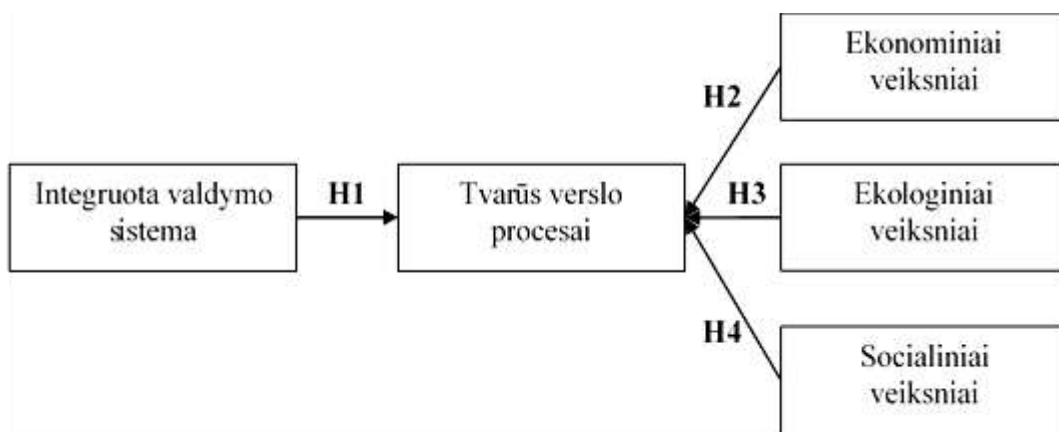 Ekonominiai
veiksniai
H2
Integruota valdymo
sistema
H1
Tvarūs verslo
procesai
H3
Ekologiniai
veiksniai
H4
Socialiniai
veiksniai